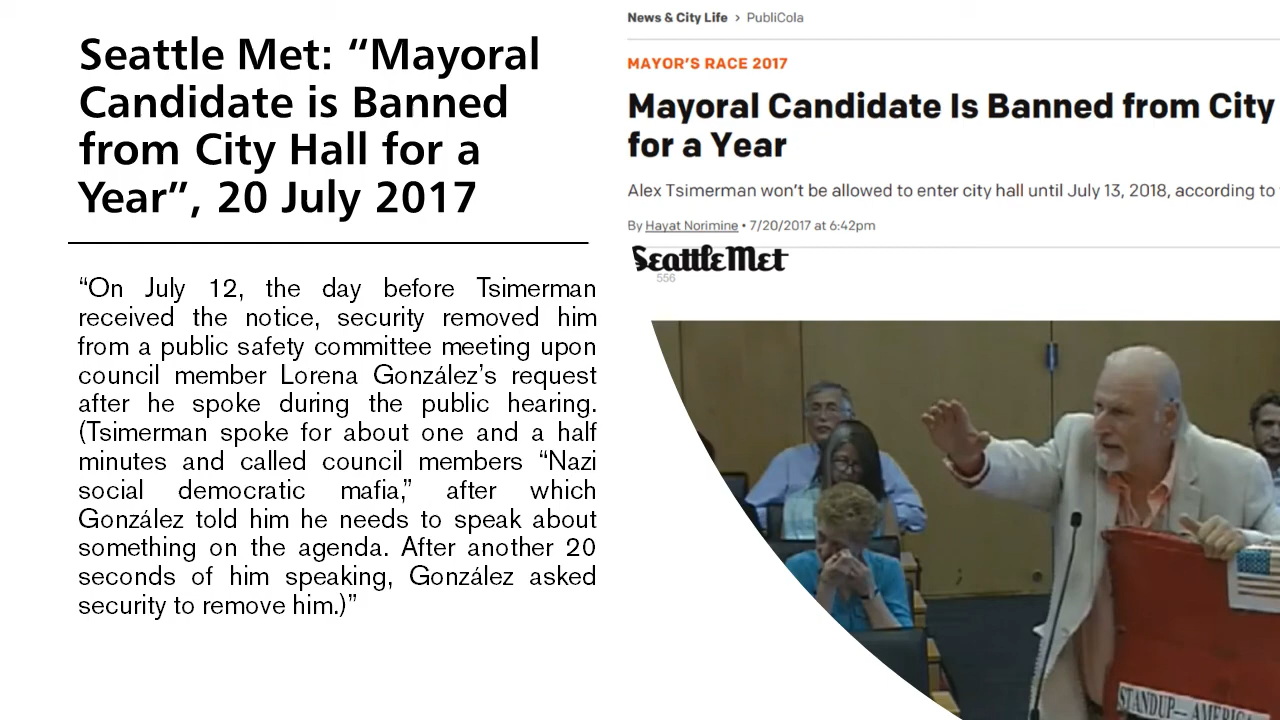 Seattle Met: “Mayoral
Candidate is Banned
from City Hall for a
Year”, 20 July 2017
“On July 12, the day before Tsimerman
received the notice, security removed him
from a public safety committee meeting upon
council member Lorena González’s request
after he spoke during the public hearing.
(Tsimerman spoke for about one and a half
minutes and called council members “Nazi
social democratic mafia,” after which
González told him he needs to speak about
something on the agenda. After another 20
seconds of him speaking, González asked
security to remove him.)”
News & City Life > PubliCola
MAYOR’S RACE 2017
Mayoral Candidate Is Banned from City
for a Year
Alex Tsimerman won’t be allowed to enter city hall until July 13, 2018, according to
By Hayat Norimine • 7/20/2017 at 6:42pm
SeattleMet
556
STANDUP—AMERICA